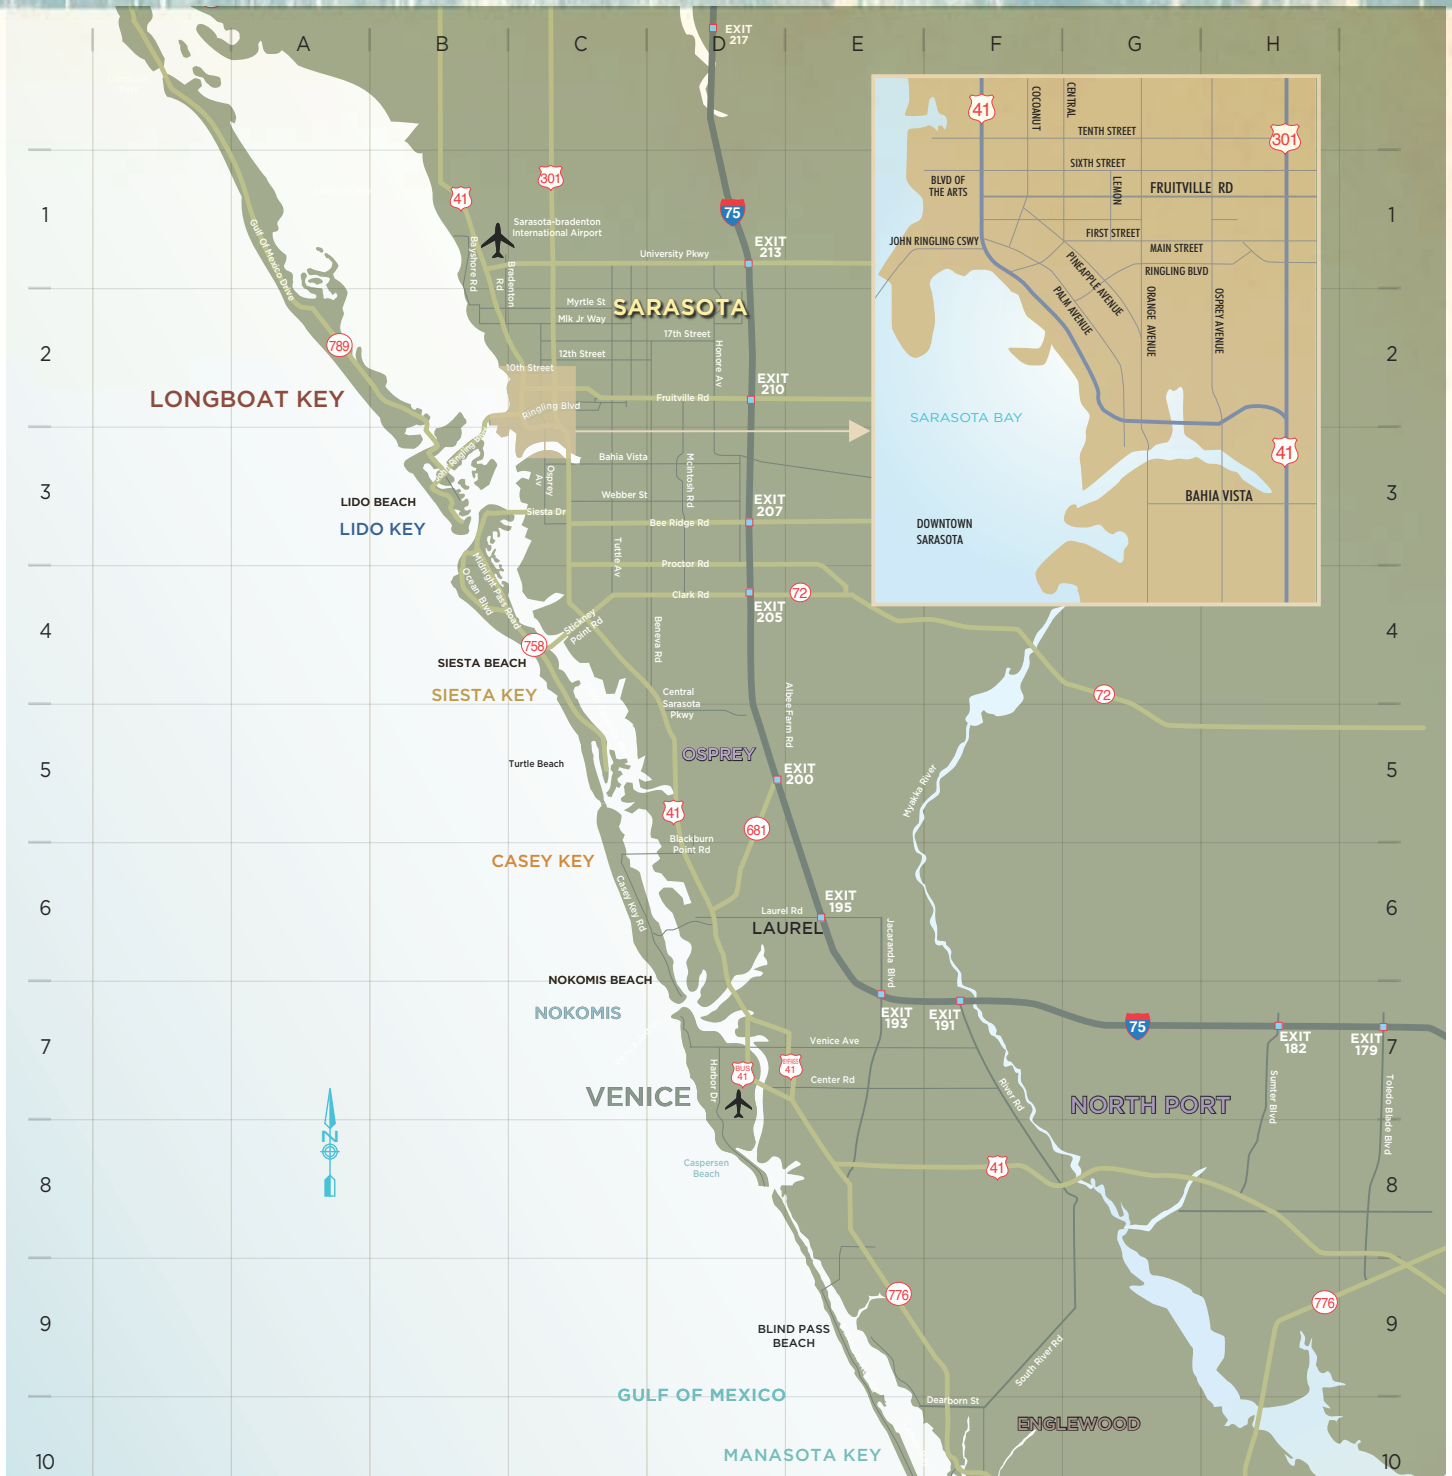 EXIT
217
A
B
C
D
E
F
G
H
41
COCOANUT
CENTRAL
TENTH STREET
301
SIXTH STREET
BLVD OF
THE ARTS
LEMON
FRUITVILLE RD
FIRST STREET
JOHN RINGLING CSWY
MAIN STREET
PINEAPPLE AVENUE
RINGLING BLVD
PALM AVENUE
ORANGE AVENUE
OSPREY AVENUE
SARASOTA BAY
41
BAHIA VISTA
DOWNTOWN
SARASOTA
1
1
41
301
75
Sarasota-bradenton
International Airport
Gulf Of Mexico Drive
Bayshore Rd
Bradenton
Rd
University Pkwy
EXIT
213
Myrtle St
SARASOTA
Mlk Jr Way
17th Street
2
2
789
12th Street
Honore Av
10th Street
EXIT
210
LONGBOAT KEY
Ringling Blvd
Fruitville Rd
John Ringling Blvd
Bahia Vista
Mcintosh Rd
Osprey
Av
3
3
LIDO BEACH
Webber St
EXIT
207
Siesta Dr
LIDO KEY
Bee Ridge Rd
Tuttle Av
Proctor Rd
Midnight Pass Road
Ocean Blvd
Clark Rd
72
EXIT
205
Stickney
Point Rd
4
4
758
Beneva Rd
SIESTA BEACH
SIESTA KEY
Central
Sarasota
Pkwy
Albee Farm Rd
72
OSPREY
Turtle Beach
5
5
EXIT
200
Myakka River
41
681
Blackburn
Point Rd
CASEY KEY
Casey Key Rd
6
6
EXIT
195
Laurel Rd
LAUREL
Jacaranda Blvd
NOKOMIS BEACH
NOKOMIS
EXIT
193
EXIT
191
75
EXIT
182
EXIT
179
7
7
Venice Ave
Harbor Dr
BUS
41
BYPASS
41
Center Rd
VENICE
River Rd
NORTH PORT
Sumter Blvd
Toledo Blade Blvd
N
Caspersen
Beach
41
8
8
776
776
9
9
BLIND PASS
BEACH
South River Rd
GULF OF MEXICO
Dearborn St
ENGLEWOOD
MANASOTA KEY
10
10